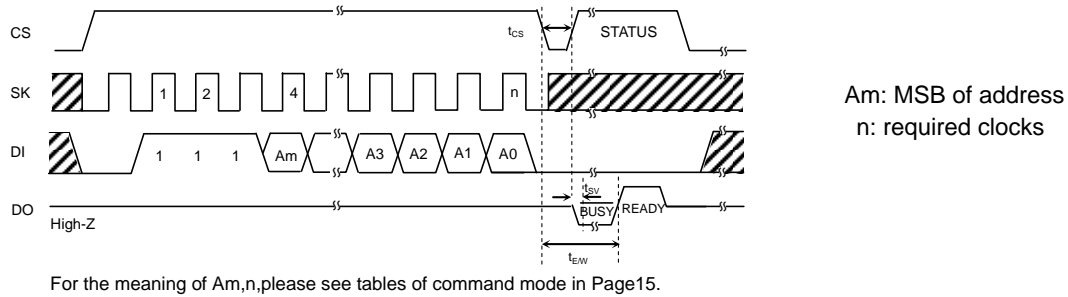 CS tCS STATUS
SK 1 2 4 n
DI 1 1 1 Am A3 A2 A1 A0
tSV
DO BUSY READY
High-Z
tE/W
Am: MSB of address
n: required clocks
For the meaning of Am,n,please see tables of command mode in Page15.